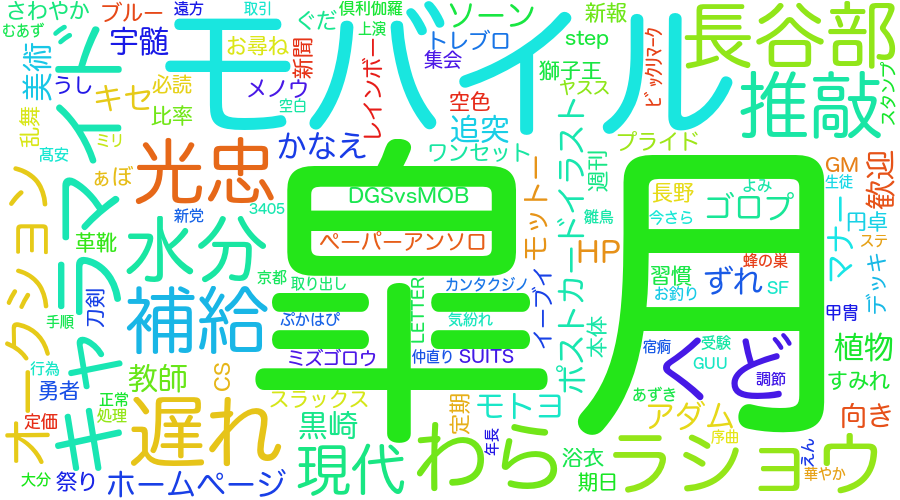 さわやか
ブルー
遠方
取引
倶利伽羅
ソーン
新報
長谷部
むあず
宇髄
モバイル
ぐだ
上演
トレブロ
step
ビックリマーク
美術
うし
お尋ね
新聞
メノウ
集会
獅子王
推敲
スタンプ
キセ
必読
比率
空白
レインボー
空色
ヤスス
乱舞
ミリ
光忠
かなえ
追突
ワンセット
プライド
髙安
ぁぼ
キャラマイド
皐月
週刊
GM
歓迎
生徒
オークション
新党
3405
DGSvsMOB
モットー
ポストカードイラスト
雛鳥
長野
よみ
今さら
ゴロプ
マナー
円卓
革靴
水分
ペーパーアンソロ
HP
ステ
京都
取り出し
蜂の巣
習慣
ずれ
SF
お釣り
デッキ
刀剣
補給
LETTER
カンタクジノ
イーブイ
手順
ぷかはぴ
気紛れ
本体
甲冑
ミズゴロウ
仲直り
SUITS
宿痾
受験
GUU
くど
植物
行為
教師
CS
調節
すみれ
勇者
正常
スラックス
あずき
定価
処理
遅れ
黒崎
わら
定期
モトヨ
アダム
向き
年長
序曲
大分
祭り
ホームページ
現代
浴衣
期日
ラショウ
えん
華やか